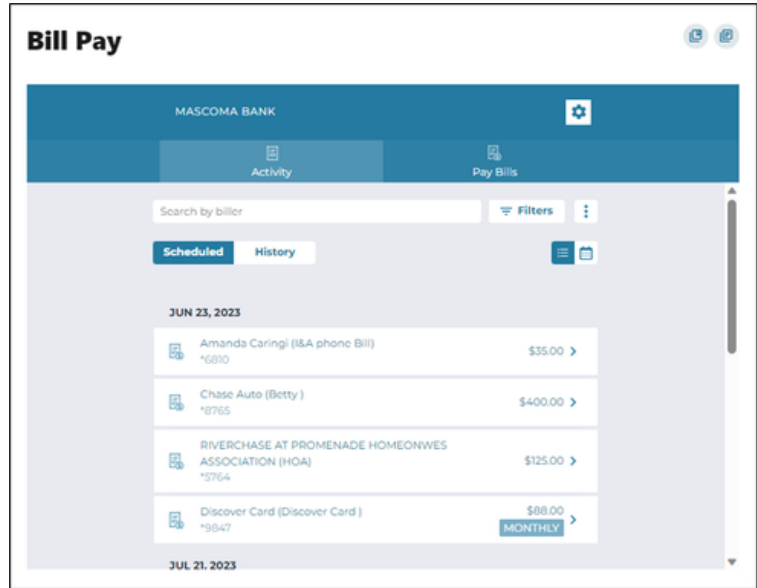 Bill Pay
MASCOMA BANK
Activity
Pay Bills
Search by biller
Filters
Scheduled
History
JUN 23, 2023
Amanda Caringi (I&A phone Bill)
*6810
$35.00
Chase Auto (Betty )
*8765
$400.00
RIVERCHASE AT PROMENADE HOMEONWES
ASSOCIATION (HOA)
*5764
$125.00
Discover Card (Discover Card )
*9847
$88.00
MONTHLY
JUL 21, 2023